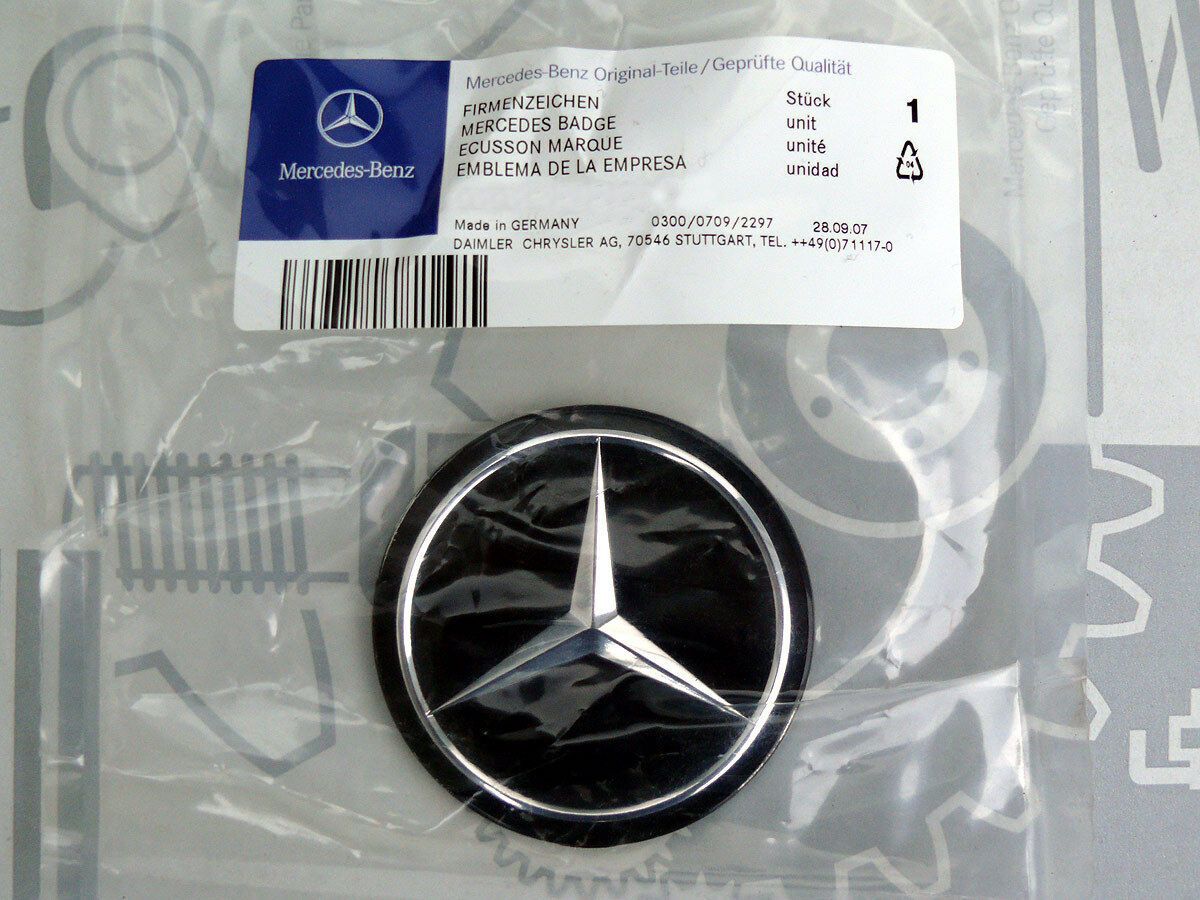 Mercedes-Benz Original-Teile/Geprüfte Qualität
FIRMENZEICHEN Stück 1
MERCEDES BADGE unit
ECUSSON MARQUE unité
EMBLEMA DE LA EMPRESA unidad
04
Mercedes-Benz
Made in GERMANY 0300/0709/2297 28.09.07
DAIMLER CHRYSLER AG, 70546 STUTTGART, TEL. ++49(0)71117-0